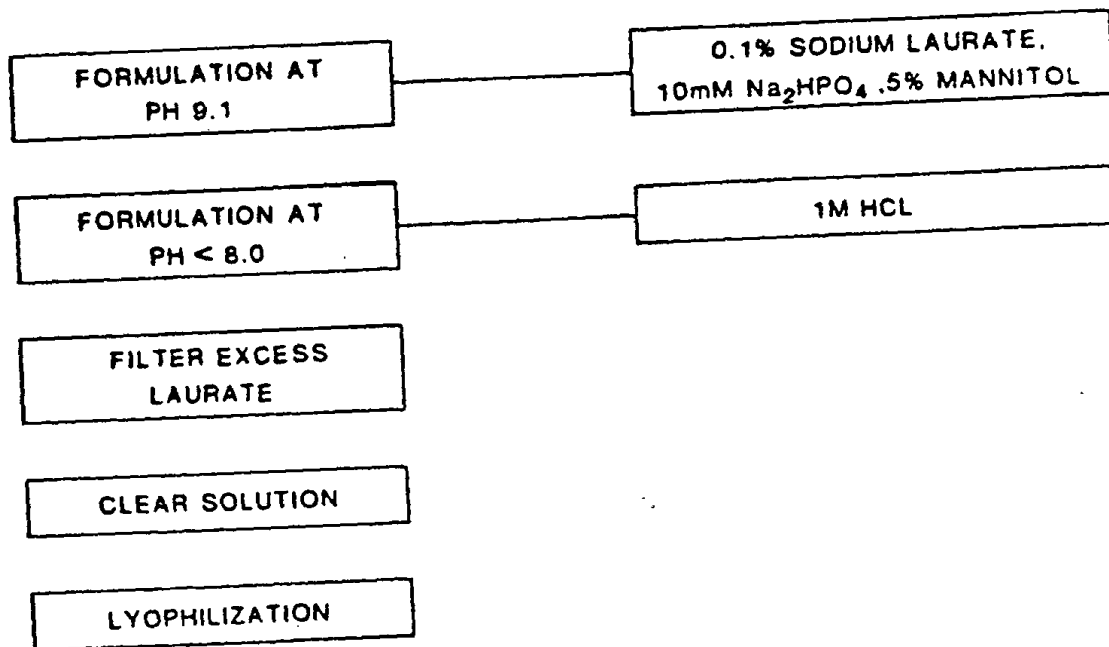 FORMULATION AT
PH 9.1
0.1% SODIUM LAURATE.
10mM Na₂HPO₄ .5% MANNITOL
FORMULATION AT
PH < 8.0
1M HCL
FILTER EXCESS
LAURATE
CLEAR SOLUTION
LYOPHILIZATION